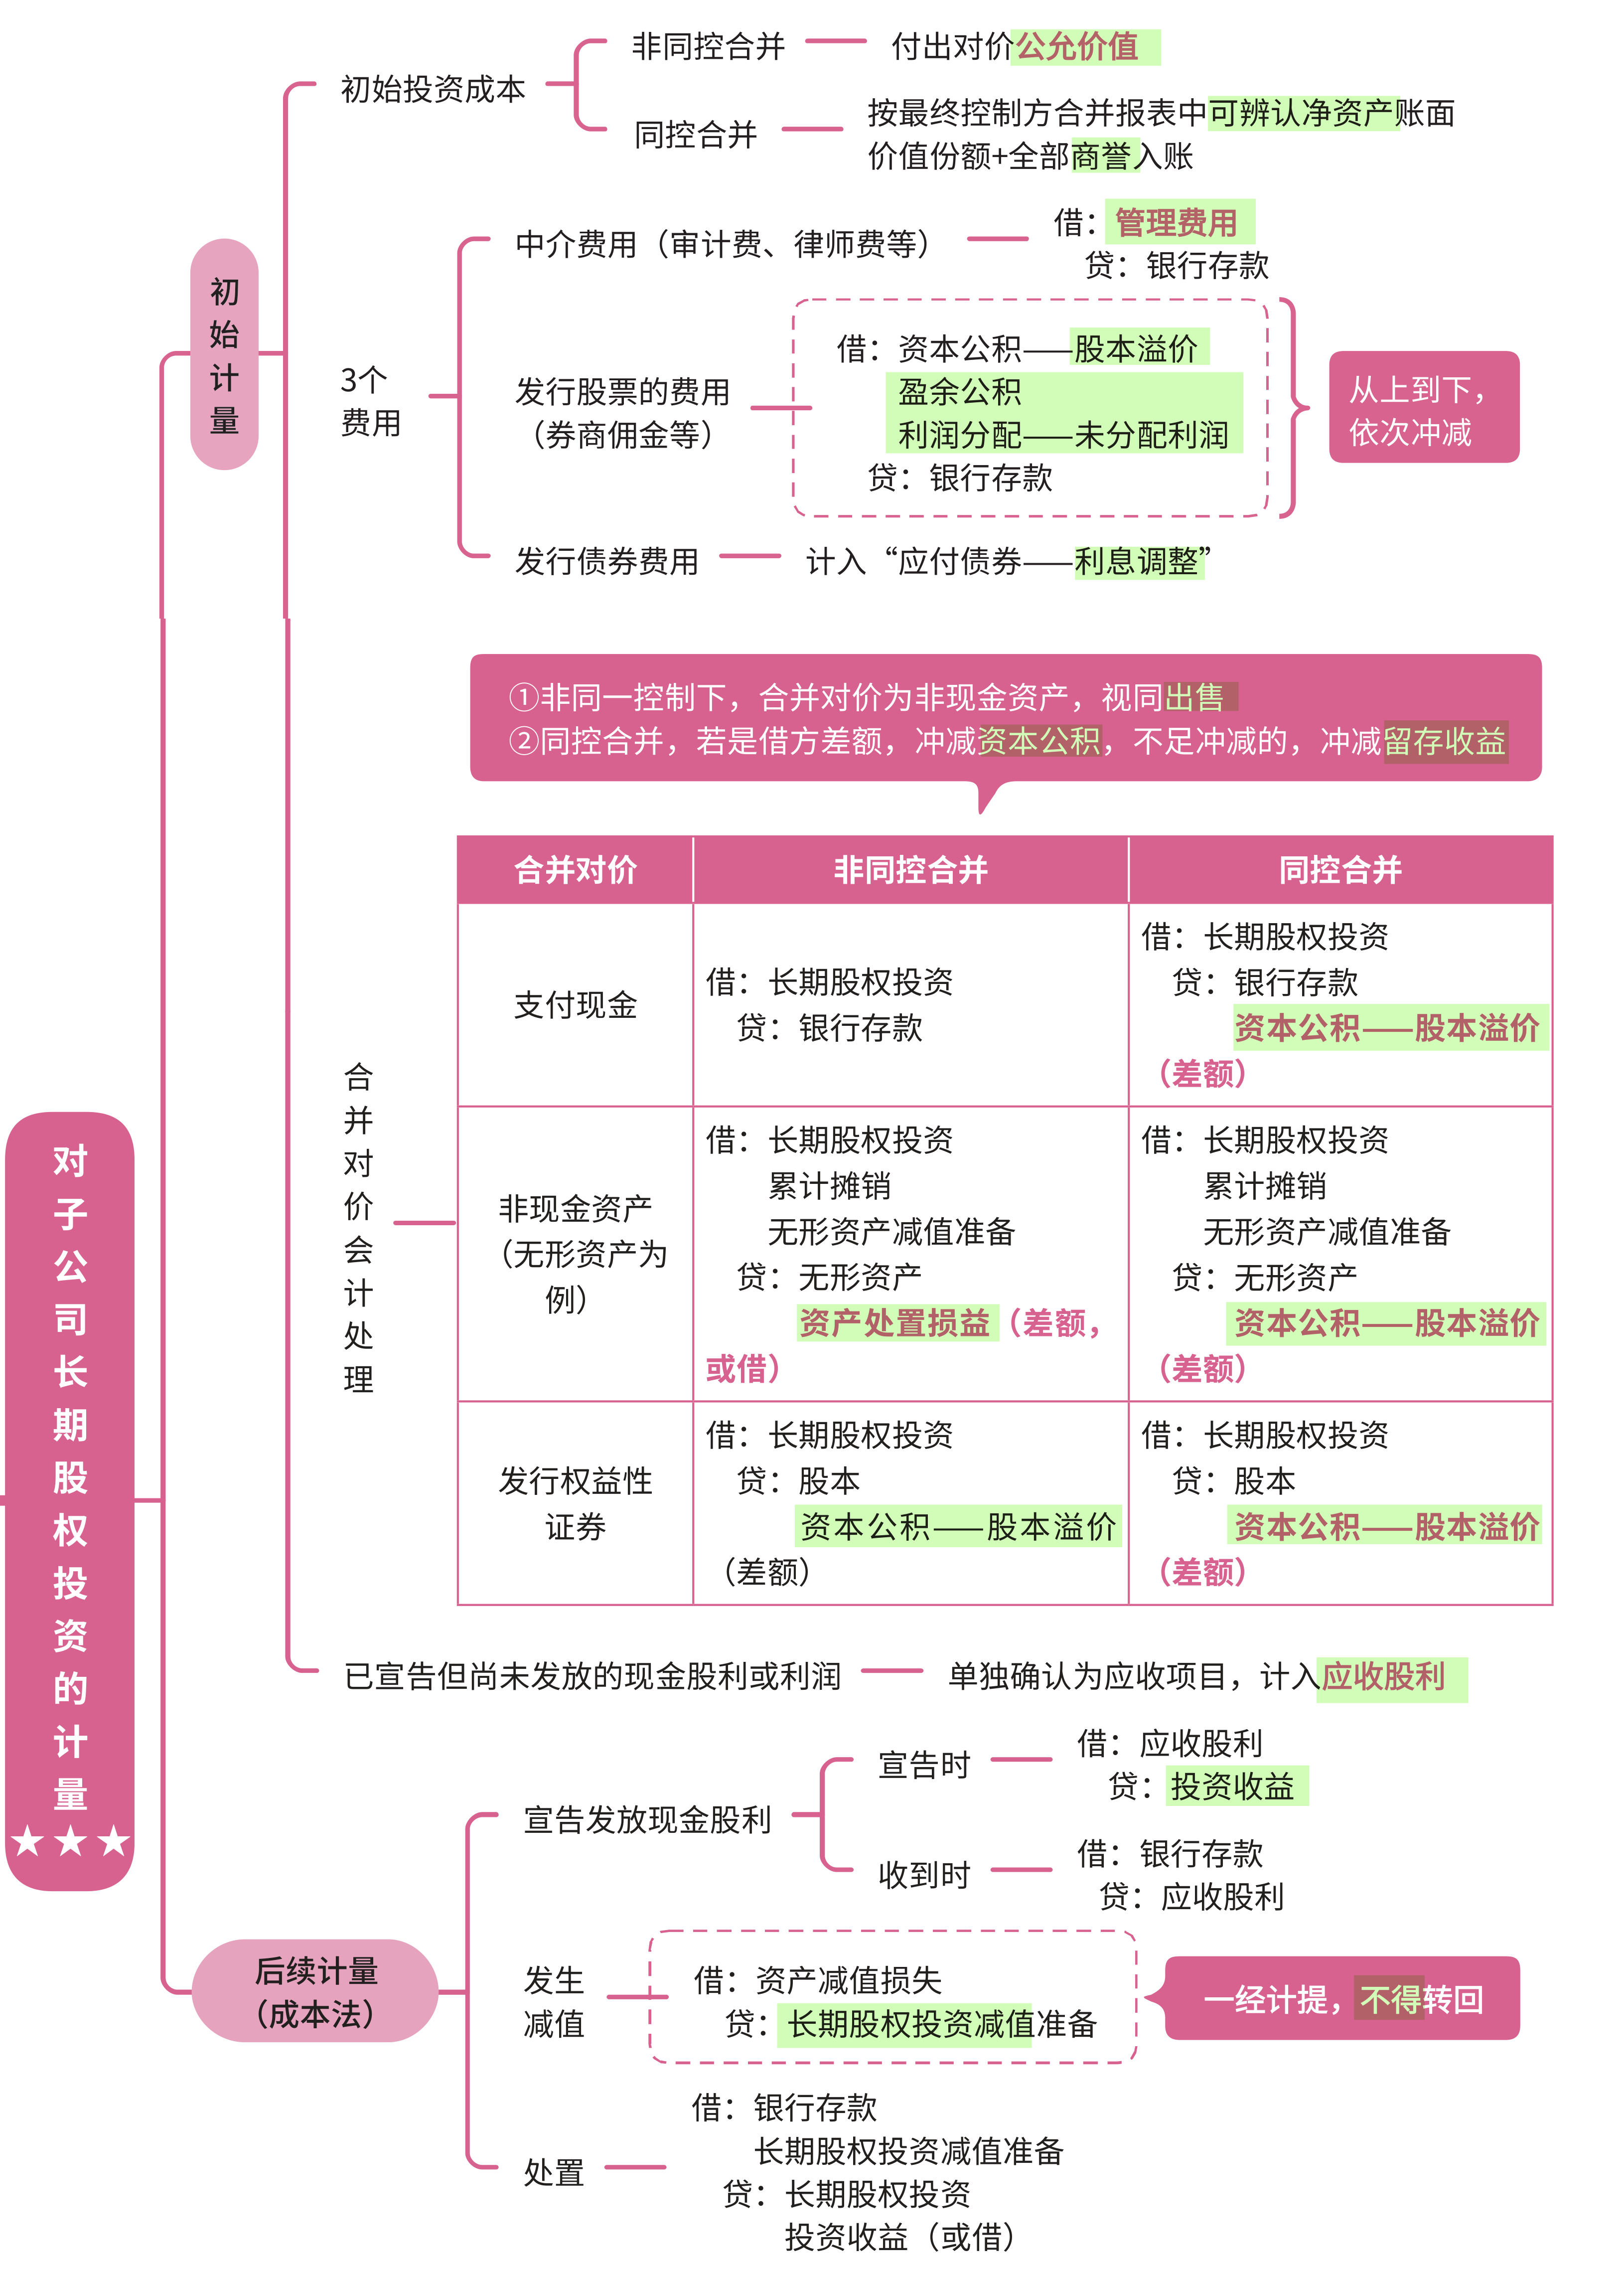 对子公司长期股权投资的计量
★★★
初始计量
初始投资成本
非同控合并
付出对价公允价值
同控合并
按最终控制方合并报表中可辨认净资产账面
价值份额+全部商誉入账
3个
费用
中介费用（审计费、律师费等）
借：管理费用
贷：银行存款
发行股票的费用
（券商佣金等）
借：资本公积——股本溢价
盈余公积
利润分配——未分配利润
贷：银行存款
从上到下，
依次冲减
发行债券费用
计入“应付债券——利息调整”
合并对价会计处理
①非同一控制下，合并对价为非现金资产，视同出售
②同控合并，若是借方差额，冲减资本公积，不足冲减的，冲减留存收益
合并对价
非同控合并
同控合并
支付现金
借：长期股权投资
贷：银行存款
借：长期股权投资
贷：银行存款
资本公积——股本溢价
（差额）
非现金资产
（无形资产为
例）
借：长期股权投资
累计摊销
无形资产减值准备
贷：无形资产
资产处置损益（差额，
或借）
借：长期股权投资
累计摊销
无形资产减值准备
贷：无形资产
资本公积——股本溢价
（差额）
发行权益性
证券
借：长期股权投资
贷：股本
资本公积——股本溢价
（差额）
借：长期股权投资
贷：股本
资本公积——股本溢价
（差额）
已宣告但尚未发放的现金股利或利润
单独确认为应收项目，计入应收股利
后续计量
（成本法）
宣告发放现金股利
宣告时
借：应收股利
贷：投资收益
收到时
借：银行存款
贷：应收股利
发生
减值
借：资产减值损失
贷：长期股权投资减值准备
一经计提，不得转回
处置
借：银行存款
长期股权投资减值准备
贷：长期股权投资
投资收益（或借）